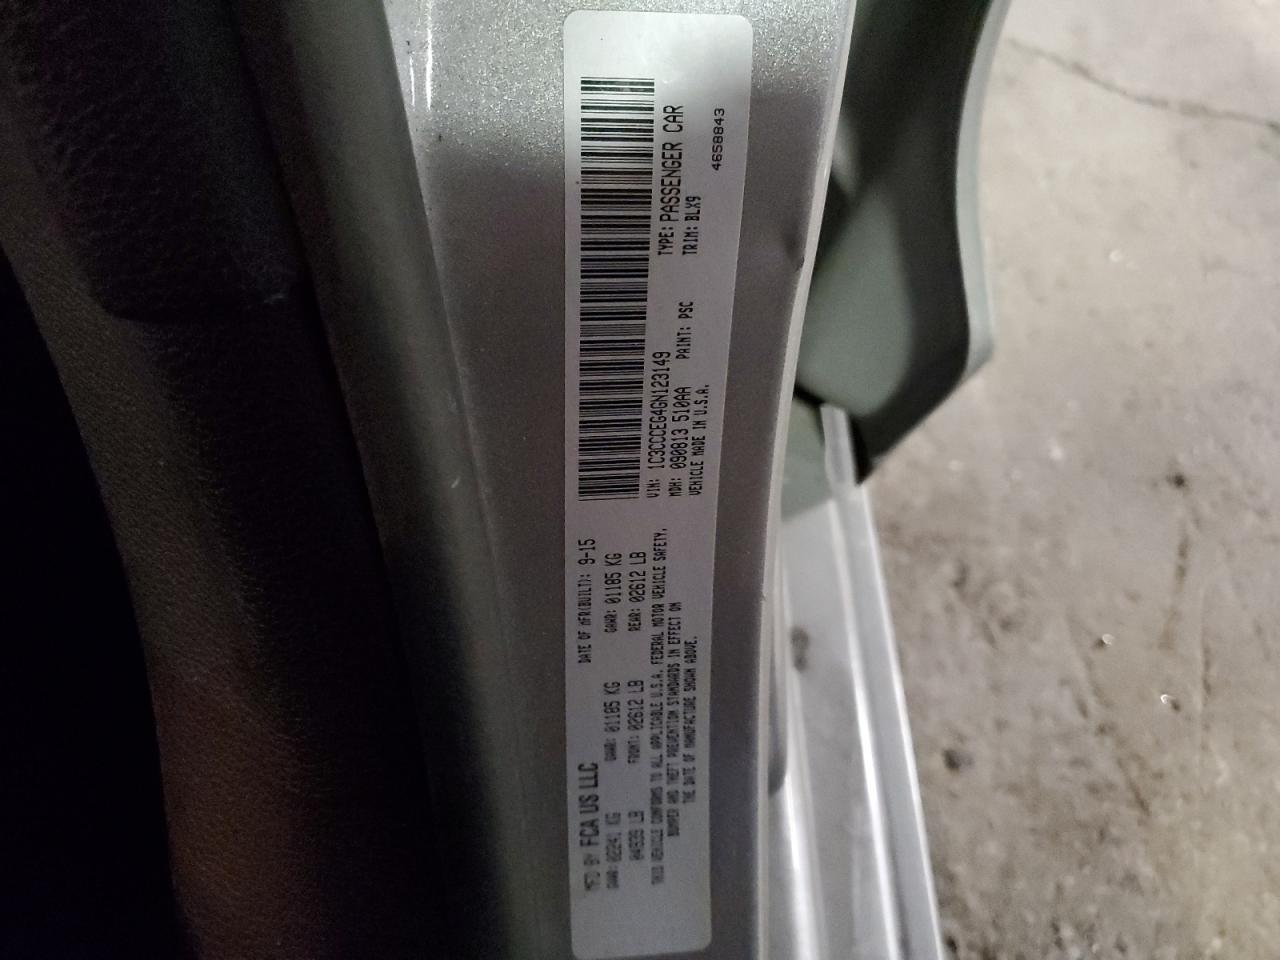 MFD BY FCA US LLC DATE OF MFR(BUILT): 9-15
GVWR: 02241 KG GAWR: 01185 KG GAWR: 01185 KG
04939 LB FRONT: 02612 LB REAR: 02612 LB
THIS VEHICLE CONFORMS TO ALL APPLICABLE U.S.A. FEDERAL MOTOR VEHICLE SAFETY,
BUMPER AND THEFT PREVENTION STANDARDS IN EFFECT ON
THE DATE OF MANUFACTURE SHOWN ABOVE.
VIN: 1C3CCCEG4GN123149 TYPE: PASSENGER CAR
MDH: 090813 510AA PAINT: PSC TRIM: BLX9
VEHICLE MADE IN U.S.A. 4658843